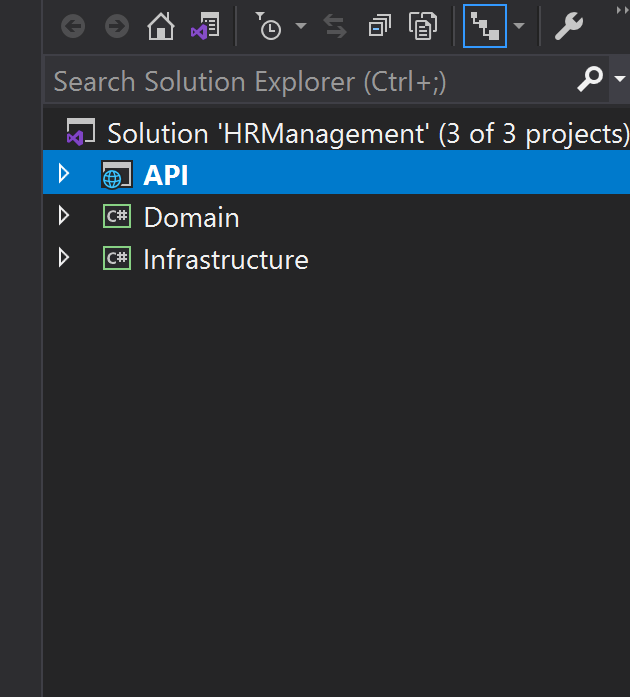 Search Solution Explorer (Ctrl+;)
Solution 'HRManagement' (3 of 3 projects)
API
C# Domain
C# Infrastructure